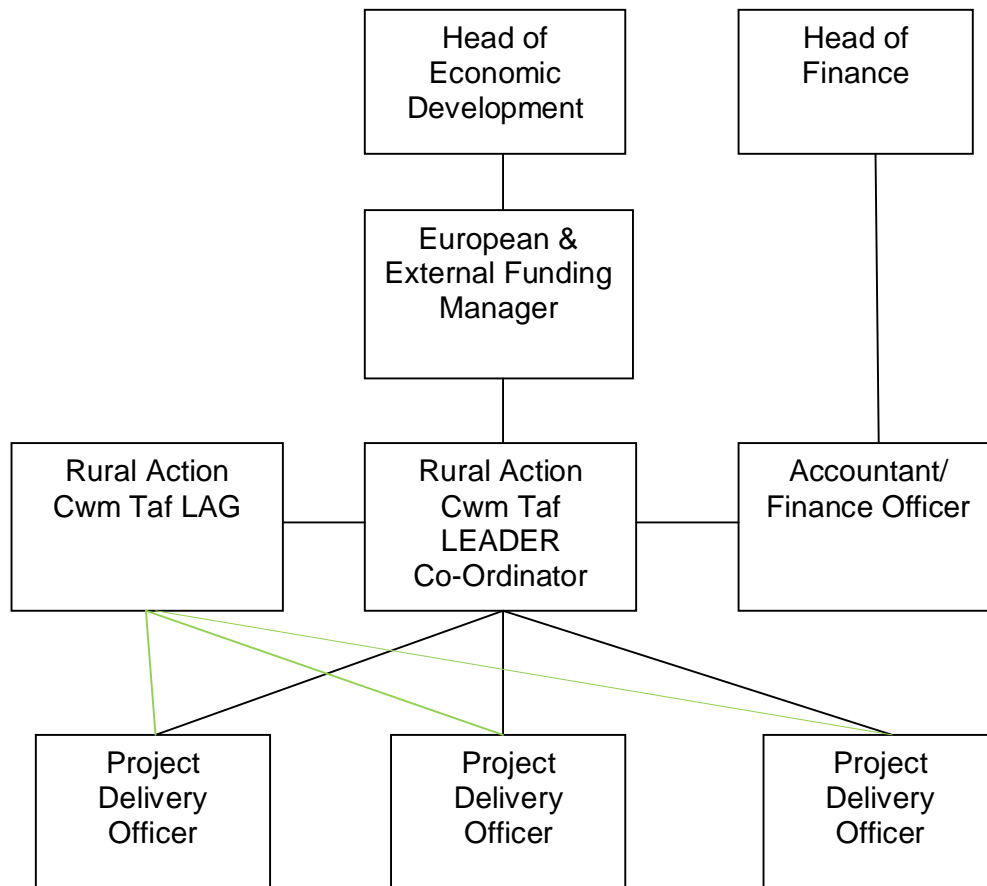 Head of
Economic
Development
Head of
Finance
European &
External Funding
Manager
Rural Action
Cwm Taf LAG
Rural Action
Cwm Taf
LEADER
Co-Ordinator
Accountant/
Finance Officer
Project
Delivery
Officer
Project
Delivery
Officer
Project
Delivery
Officer